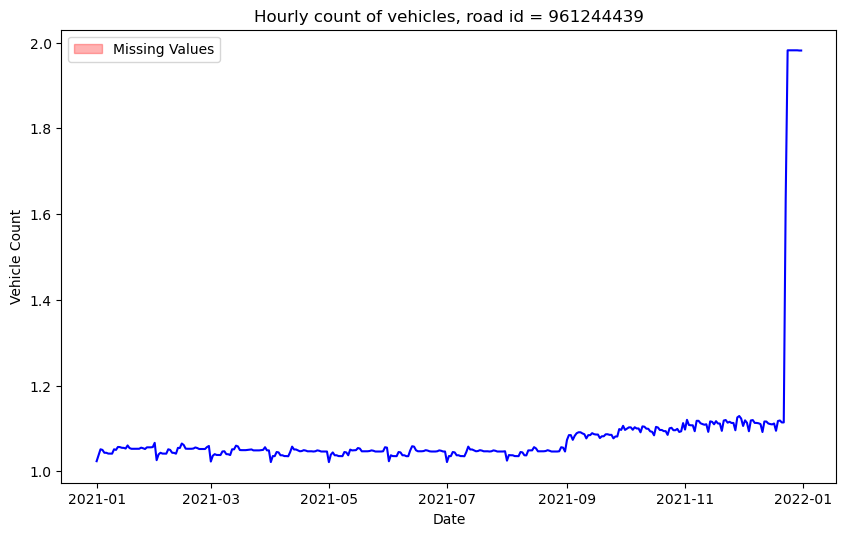 Hourly count of vehicles, road id = 961244439
Missing Values
Vehicle Count
2.0
1.8
1.6
1.4
1.2
1.0
2021-01 2021-03 2021-05 2021-07 2021-09 2021-11 2022-01
Date